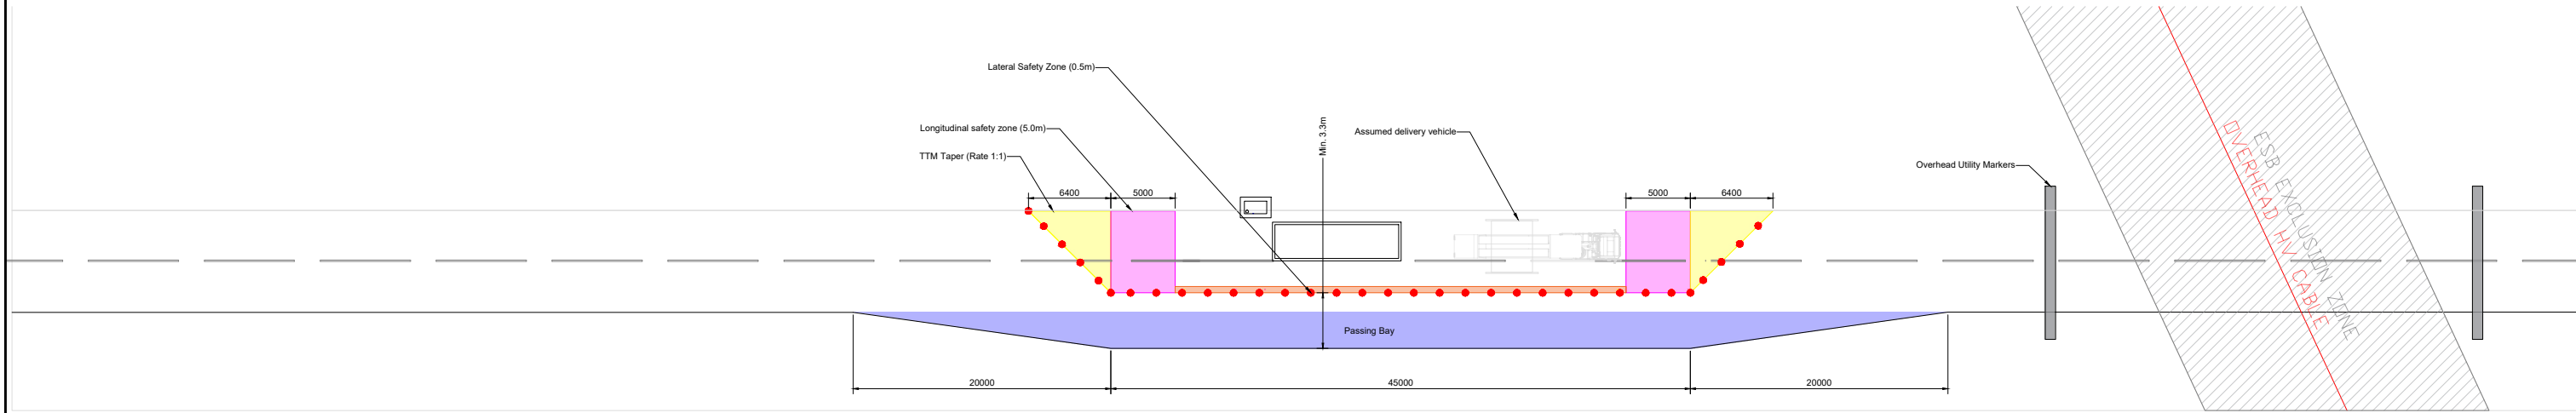 Lateral Safety Zone (0.5m)
Longitudinal safety zone (5.0m)
Min. 3.3m
Assumed delivery vehicle
TTM Taper (Rate 1:1)
Overhead Utility Markers
6400
5000
5000
6400
ESB EXCLUSION ZONE
OVERHEAD HV CABLE
Passing Bay
20000
45000
20000